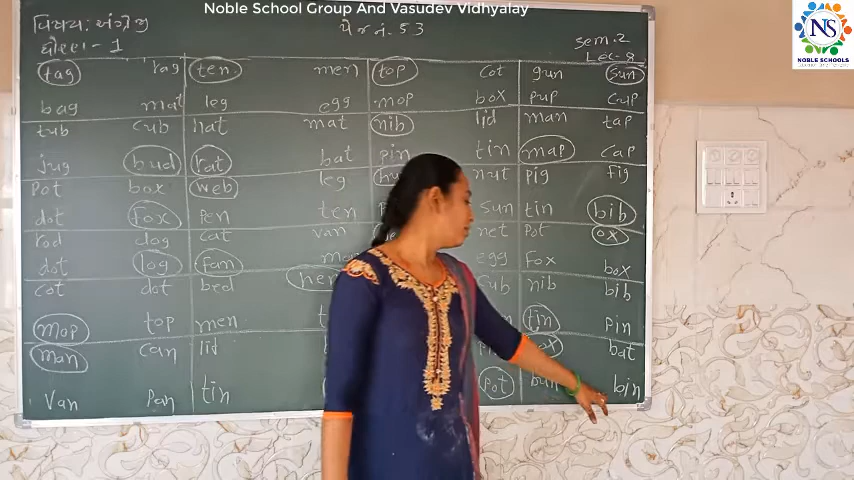 Noble School Group And Vasudev Vidhyalay
વિષય: અંગ્રેજી
પેજ નં. 53
ધોરણ - 1
sem. 2
Lec-8
NS
NOBLE SCHOOLS
tag rag ten men top cot gun sun
bag mat leg egg mop box pup cup
tub cub hat mat nib lid man tap
jug bud rat bat pin tin map cap
pot box web leg nut pig fig
dot fox pen ten sun tin bib
rod dog cat van net pot ox
dot log fan egg fox box
cot dot bed hen cub nib bib
mop top men tin pin
man can lid bat
van pan tin pot bin